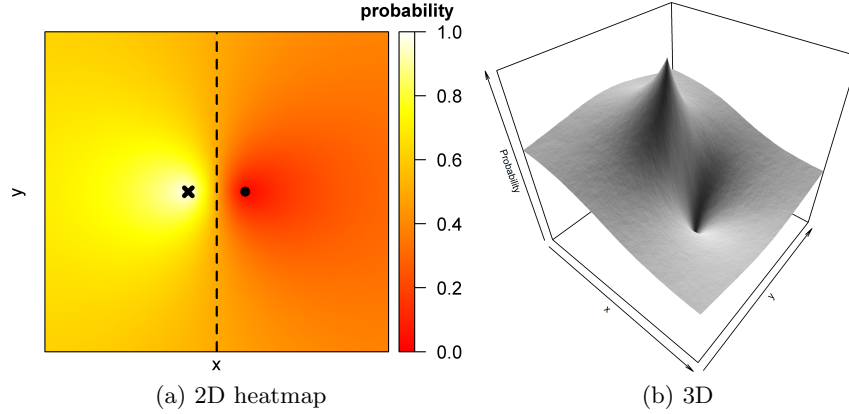 probability
1.0
0.8
0.6
0.4
0.2
0.0
y
x
(a) 2D heatmap
Probability
x
y
(b) 3D